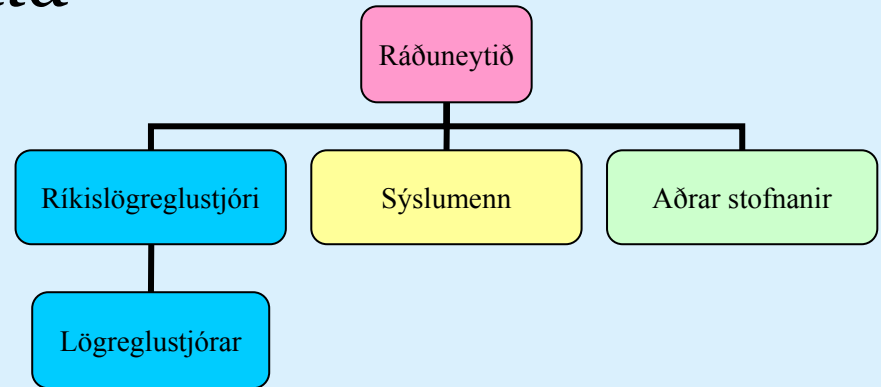 Ráðuneytið
Ríkislögreglustjóri
Sýslumenn
Aðrar stofnanir
Lögreglustjórar